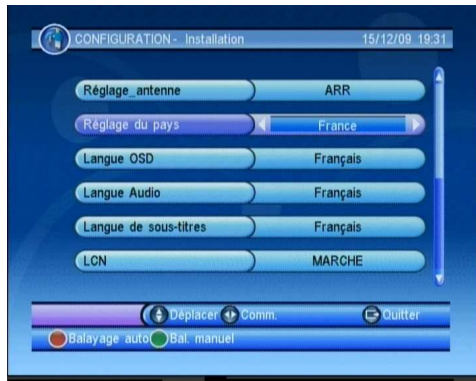 CONFIGURATION - Installation 15/12/09 19:31
Réglage_antenne ARR
Réglage du pays France
Langue OSD Français
Langue Audio Français
Langue de sous-titres Français
LCN MARCHE
Déplacer Comm. Quitter
Balayage auto Bal. manuel